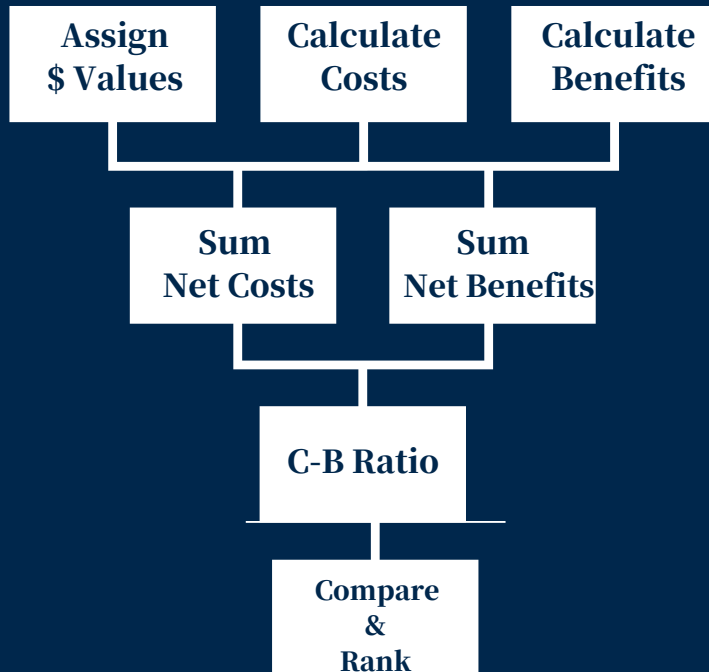 Assign
$ Values
Calculate
Costs
Calculate
Benefits
Sum
Net Costs
Sum
Net Benefits
C-B Ratio
Compare
&
Rank